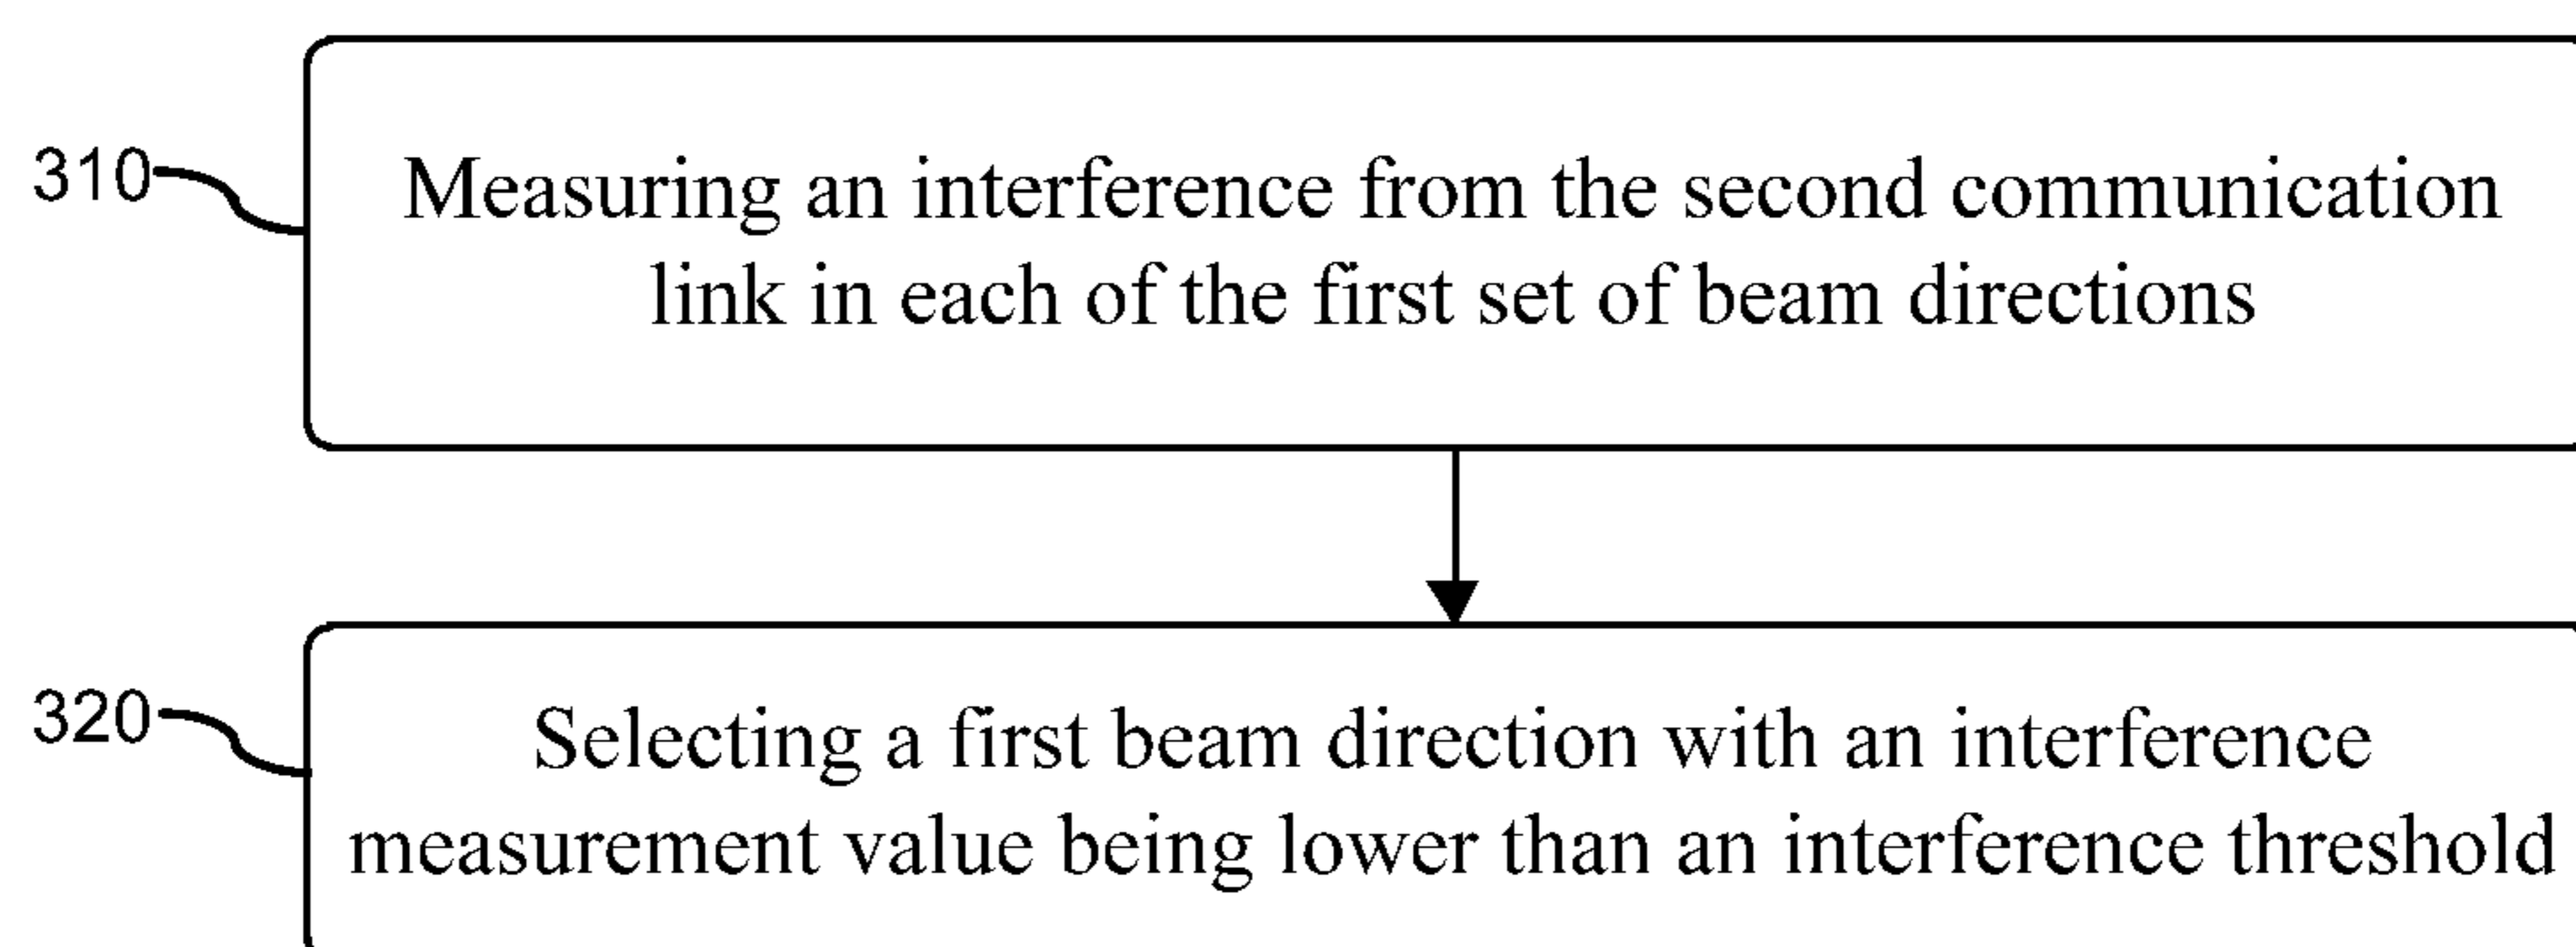 310
Measuring an interference from the second communication
link in each of the first set of beam directions
320
Selecting a first beam direction with an interference
measurement value being lower than an interference threshold